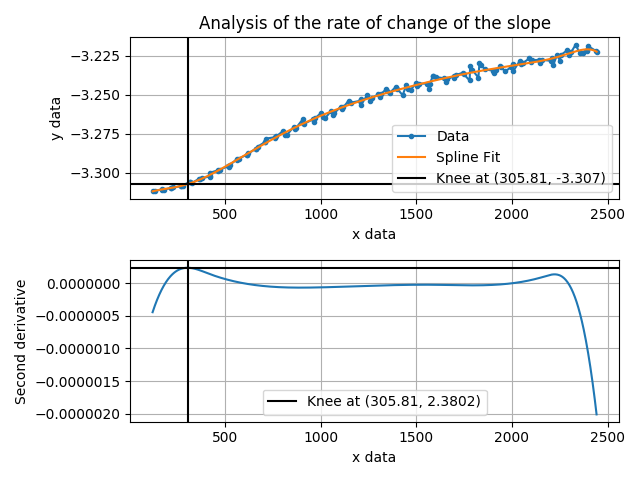 Analysis of the rate of change of the slope
−3.225
−3.250
−3.275
−3.300
y data
Data
Spline Fit
Knee at (305.81, -3.307)
500
1000
1500
2000
2500
x data
0.0000000
−0.0000005
−0.0000010
−0.0000015
−0.0000020
Second derivative
Knee at (305.81, 2.3802)
500
1000
1500
2000
2500
x data